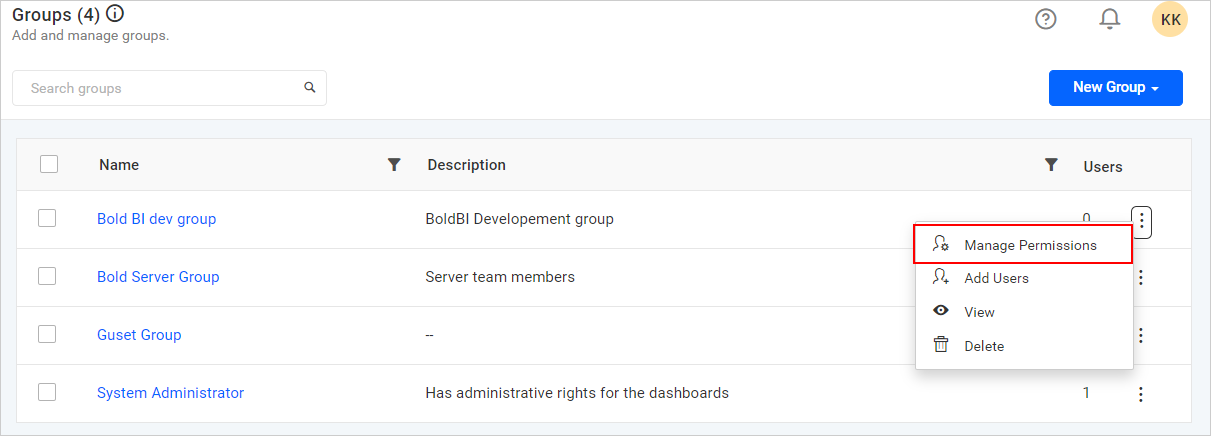 Groups (4)
Add and manage groups.
KK
Search groups
New Group
Name Description Users
Bold BI dev group BoldBI Developement group 0
Manage Permissions
Bold Server Group Server team members
Add Users
View
Guset Group --
Delete
System Administrator Has administrative rights for the dashboards 1